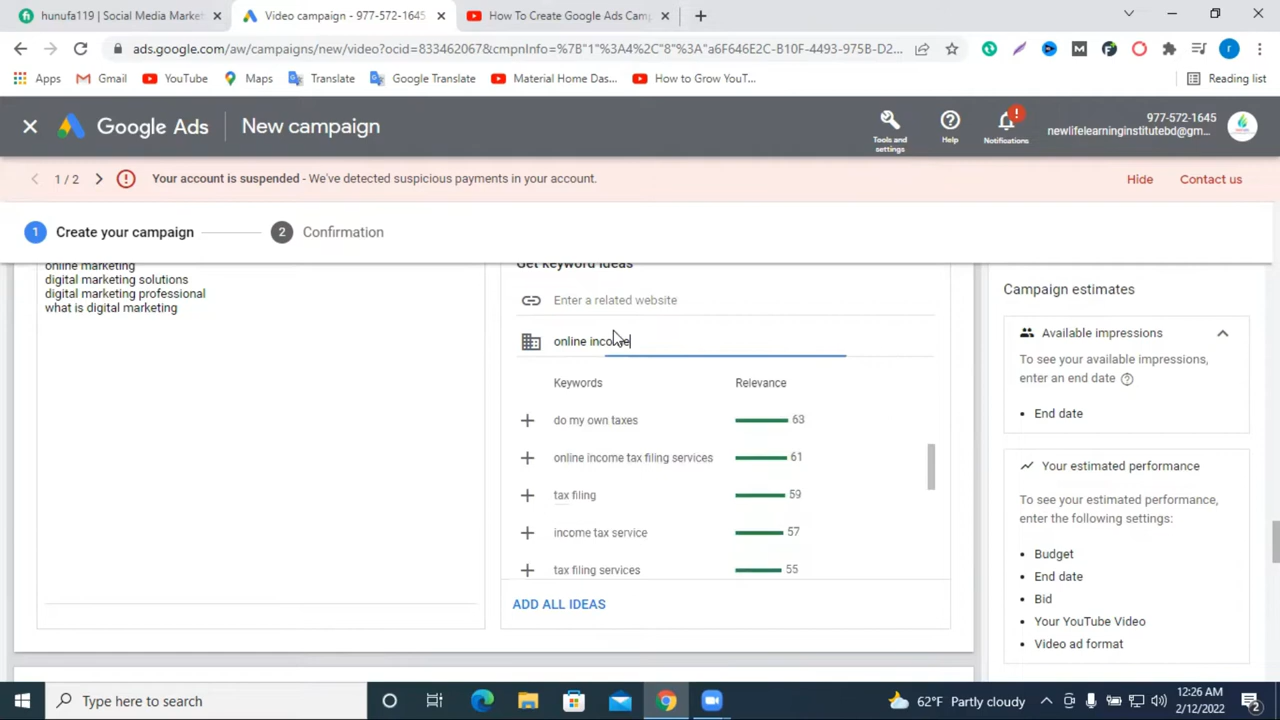 hunufa119 | Social Media Market
Video campaign - 977-572-1645
How To Create Google Ads Cam
ads.google.com/aw/campaigns/new/video?ocid=833462067&cmpnInfo=%7B"1"%3A4%2C"8"%3A"a6F646E2C-B10F-4493-975B-D2...
Apps
Gmail
YouTube
Maps
Translate
Google Translate
Material Home Das...
How to Grow YouT...
Reading list
Google Ads
New campaign
Tools and settings
Help
Notifications
977-572-1645
newlifelearninginstitutebd@gm...
1 / 2
Your account is suspended - We've detected suspicious payments in your account.
Hide
Contact us
1 Create your campaign
2 Confirmation
online marketing
digital marketing solutions
digital marketing professional
what is digital marketing
Get keyword ideas
Enter a related website
online income
Keywords
Relevance
do my own taxes
63
online income tax filing services
61
tax filing
59
income tax service
57
tax filing services
55
ADD ALL IDEAS
Campaign estimates
Available impressions
To see your available impressions,
enter an end date
• End date
Your estimated performance
To see your estimated performance,
enter the following settings:
• Budget
• End date
• Bid
• Your YouTube Video
• Video ad format
Type here to search
62°F Partly cloudy
12:26 AM
2/12/2022
2